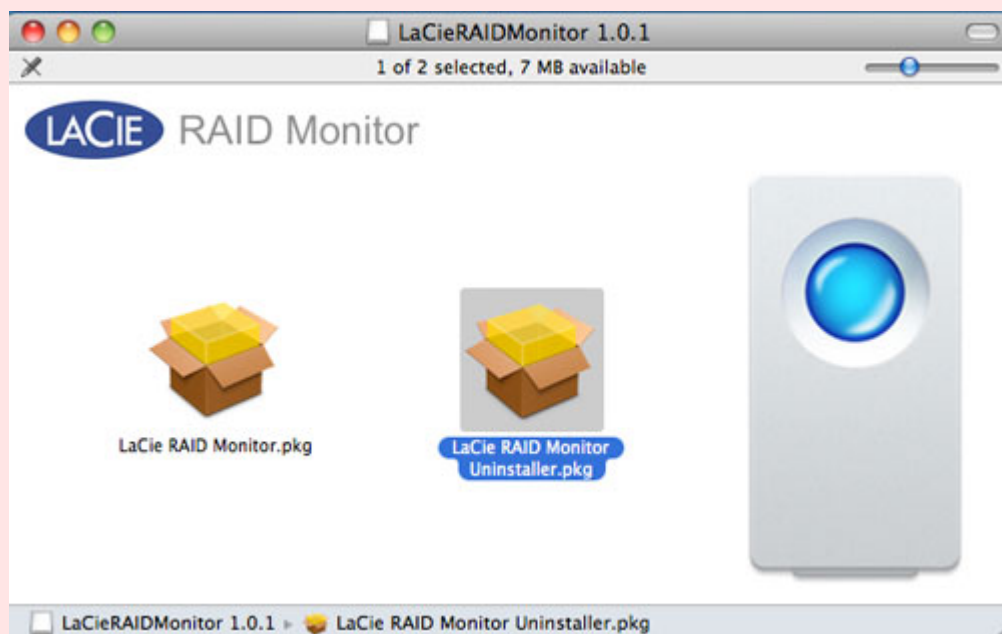 LaCieRAIDMonitor 1.0.1
1 of 2 selected, 7 MB available
LACIE RAID Monitor
LaCie RAID Monitor.pkg
LaCie RAID Monitor
Uninstaller.pkg
LaCieRAIDMonitor 1.0.1 ▸ LaCie RAID Monitor Uninstaller.pkg